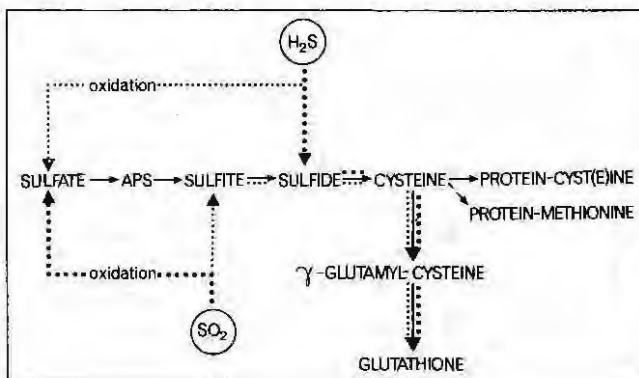 H₂S
oxidation
SULFATE APS SULFITE SULFIDE CYSTEINE PROTEIN-CYST(E)INE
PROTEIN-METHIONINE
oxidation
γ-GLUTAMYL-CYSTEINE
SO₂
GLUTATHIONE